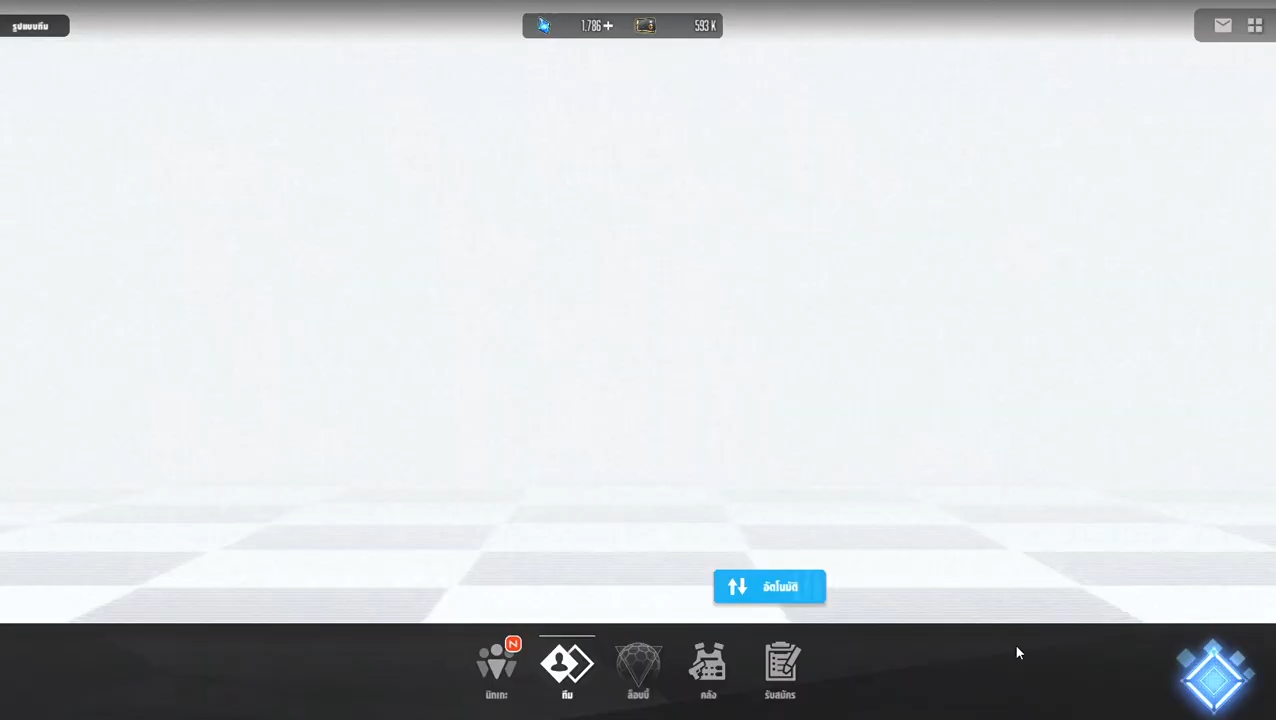 รูปแบบทีม
1.786 +
593 K
อัตโนมัติ
N
นิกเกะ
ทีม
ล็อบบี้
คลัง
รับสมัคร